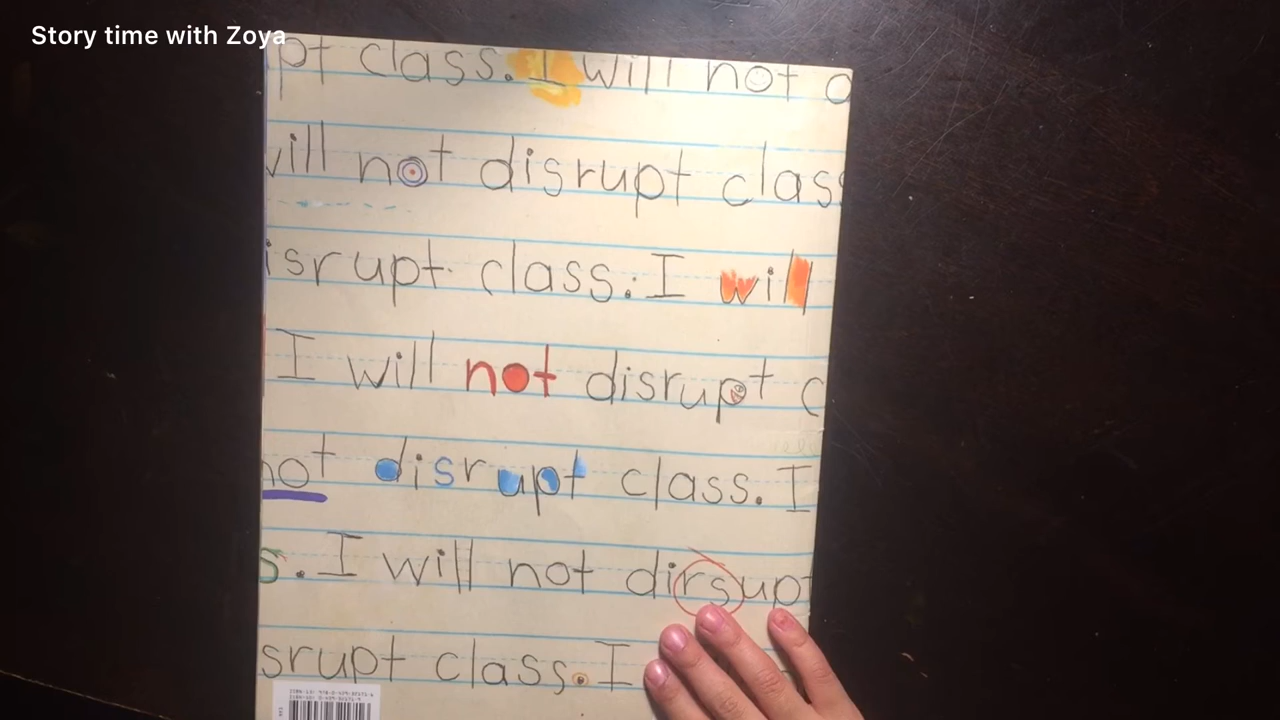 Story time with Zoya
pt class. I will not d
will not disrupt class
isrupt class. I will
I will not disrupt c
not disrupt class. I
s. I will not dirsupt
srupt class. I